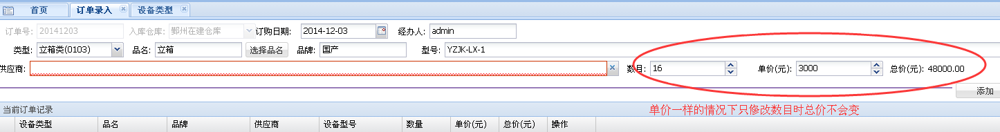 首页 订单录入 设备类型
订单号: 20141203 入库仓库: 鄞州在建仓库 订购日期: 2014-12-03 经办人: admin
类型: 立箱类(0103) 品名: 立箱 选择品名 品牌: 国产 型号: YZJK-LX-1
供应商: 数目: 16 单价(元): 3000 总价(元): 48000.00
添加
当前订单记录
单价一样的情况下只修改数目时总价不会变
设备类型 品名 品牌 供应商 设备型号 数量 单价(元) 总价(元) 操作